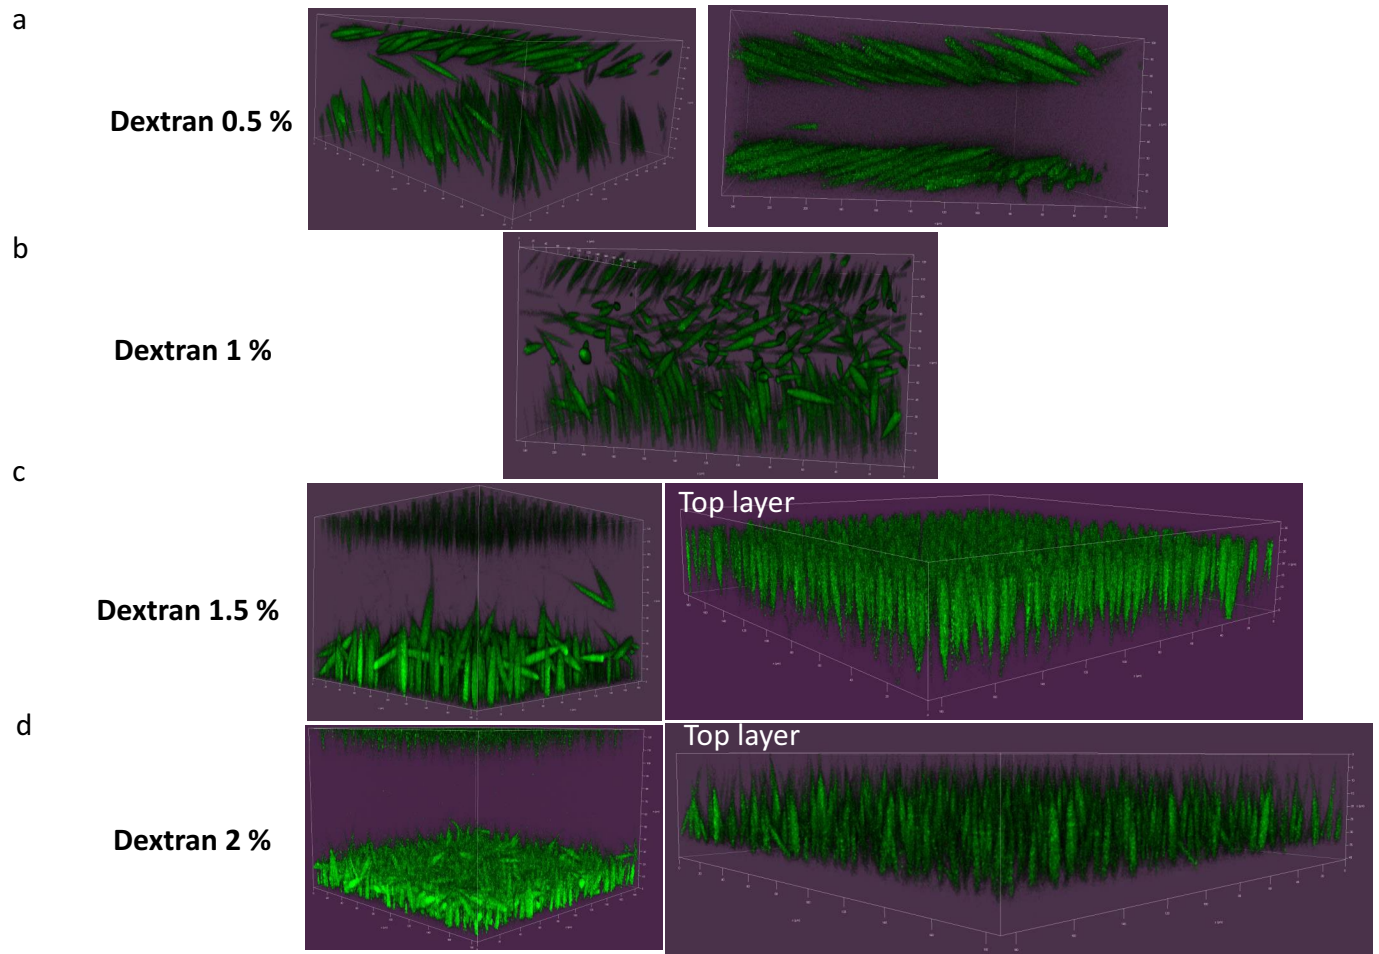 a
Dextran 0.5 %
b
Dextran 1 %
c
Top layer
Dextran 1.5 %
d
Top layer
Dextran 2 %